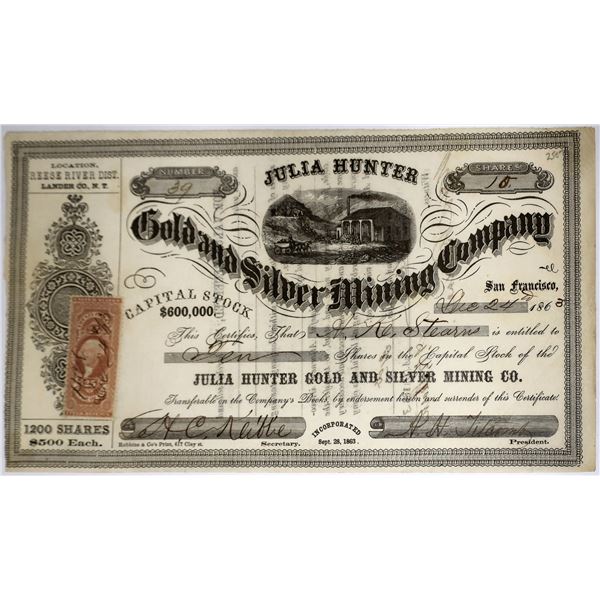 LOCATION.
REESE RIVER DIST.
LANDER CO., N. T.
NUMBER
39
JULIA HUNTER
SHARES
10
250
Gold and Silver Mining Company
CAPITAL STOCK
$600,000.
San Francisco,
Dec 24th 1863
This Certifies, That A. K. Stearns is entitled to
Ten Shares in the Capital Stock of the
JULIA HUNTER GOLD AND SILVER MINING CO.
Transferable on the Company's Books, by endorsement hereon and surrender of this Certificate.
1200 SHARES
$500 Each.
Robbins & Co's Print, 417 Clay st.
Secretary.
INCORPORATED
Sept. 28, 1863.
President.